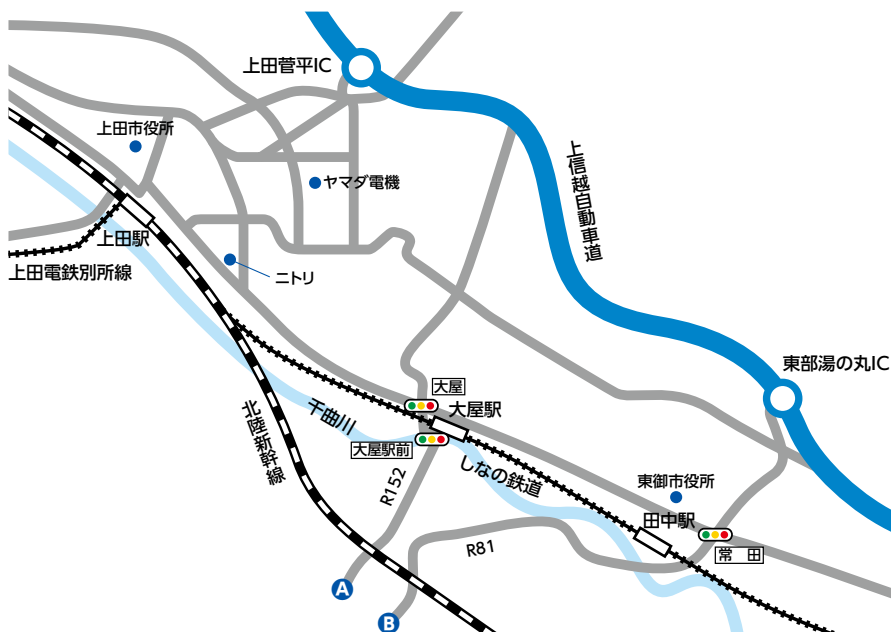 上田菅平IC
上田市役所
ヤマダ電機
上信越自動車道
上田駅
上田電鉄別所線
ニトリ
東部湯の丸IC
大屋
大屋駅
千曲川
大屋駅前
北陸新幹線
しなの鉄道
R152
東御市役所
田中駅
常 田
R81
A
B